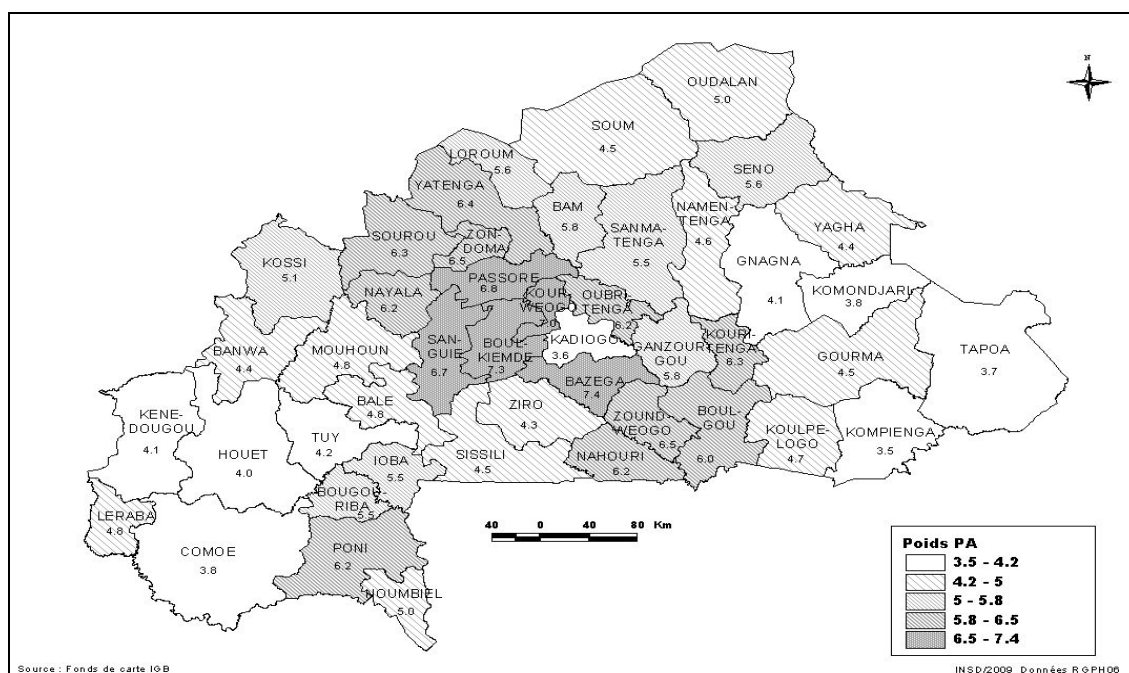 N
OUDALAN
5.0
SOUM
4.5
LOROUM
5.6
SENO
5.6
YATENGA
6.4
BAM
5.8
NAMEN-
TENGA
4.6
SANMA-
TENGA
5.5
YAGHA
4.4
SOUROU
6.3
ZON-
DOMA
6.5
KOSSI
5.1
GNAGNA
4.1
PASSORE
6.8
KOMONDJARI
3.8
NAYALA
6.2
KOUR-
WEOGO
7.0
OUBRI-
TENGA
6.2
SAN-
GUIE
6.7
BOUL-
KIEMDE
7.3
KADIOGO
3.6
GANZOUR-
GOU
5.8
KOURI-
TENGA
6.3
BANWA
4.4
MOUHOUN
4.8
GOURMA
4.5
TAPOA
3.7
BAZEGA
7.4
BALE
4.8
ZIRO
4.3
ZOUND-
WEOGO
6.5
BOUL-
GOU
6.0
KENE-
DOUGOU
4.1
TUY
4.2
KOULPE-
LOGO
4.7
KOMPIENGA
3.5
HOUET
4.0
IOBA
5.5
SISSILI
4.5
NAHOURI
6.2
BOUGOU-
RIBA
5.5
LERABA
4.8
COMOE
3.8
PONI
6.2
NOUMBIEL
5.0
40 0 40 80 Km
Poids PA
3.5 - 4.2
4.2 - 5
5 - 5.8
5.8 - 6.5
6.5 - 7.4
Source : Fonds de carte IGB
INSD/2009 Données RGPH06